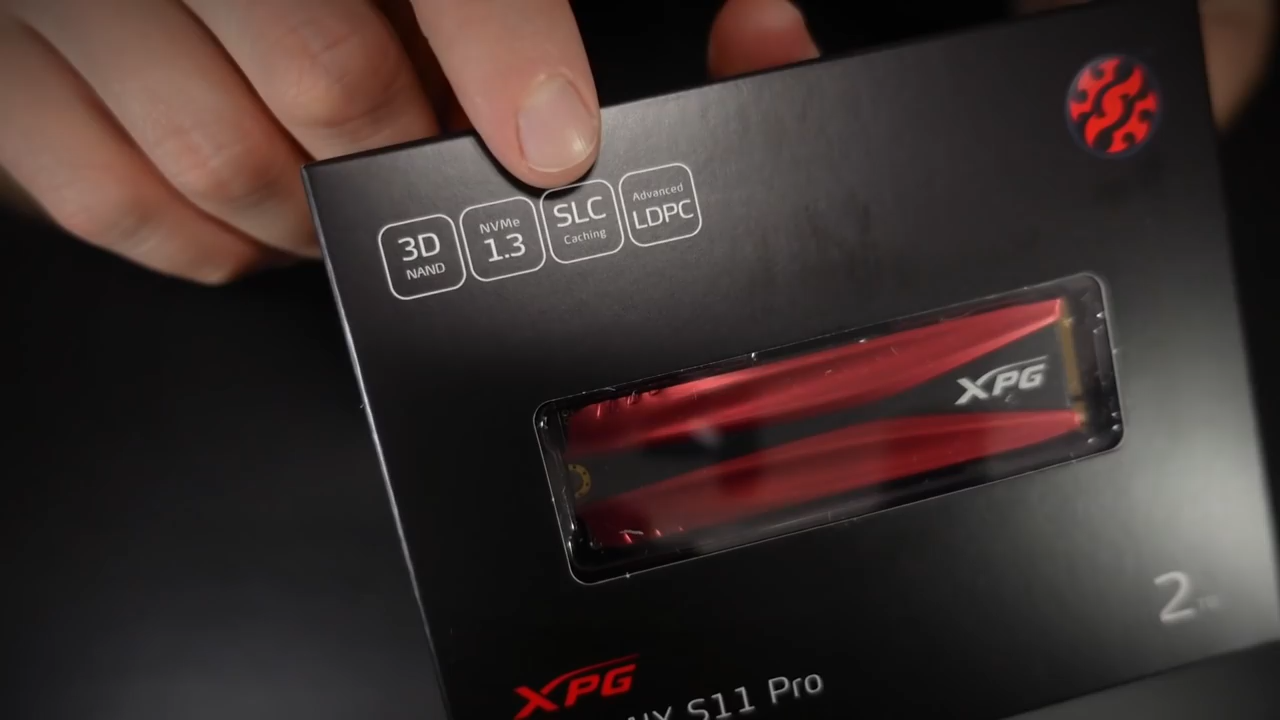 3D
NAND
NVMe
1.3
SLC
Caching
Advanced
LDPC
XPG
2
XPG
S11 Pro